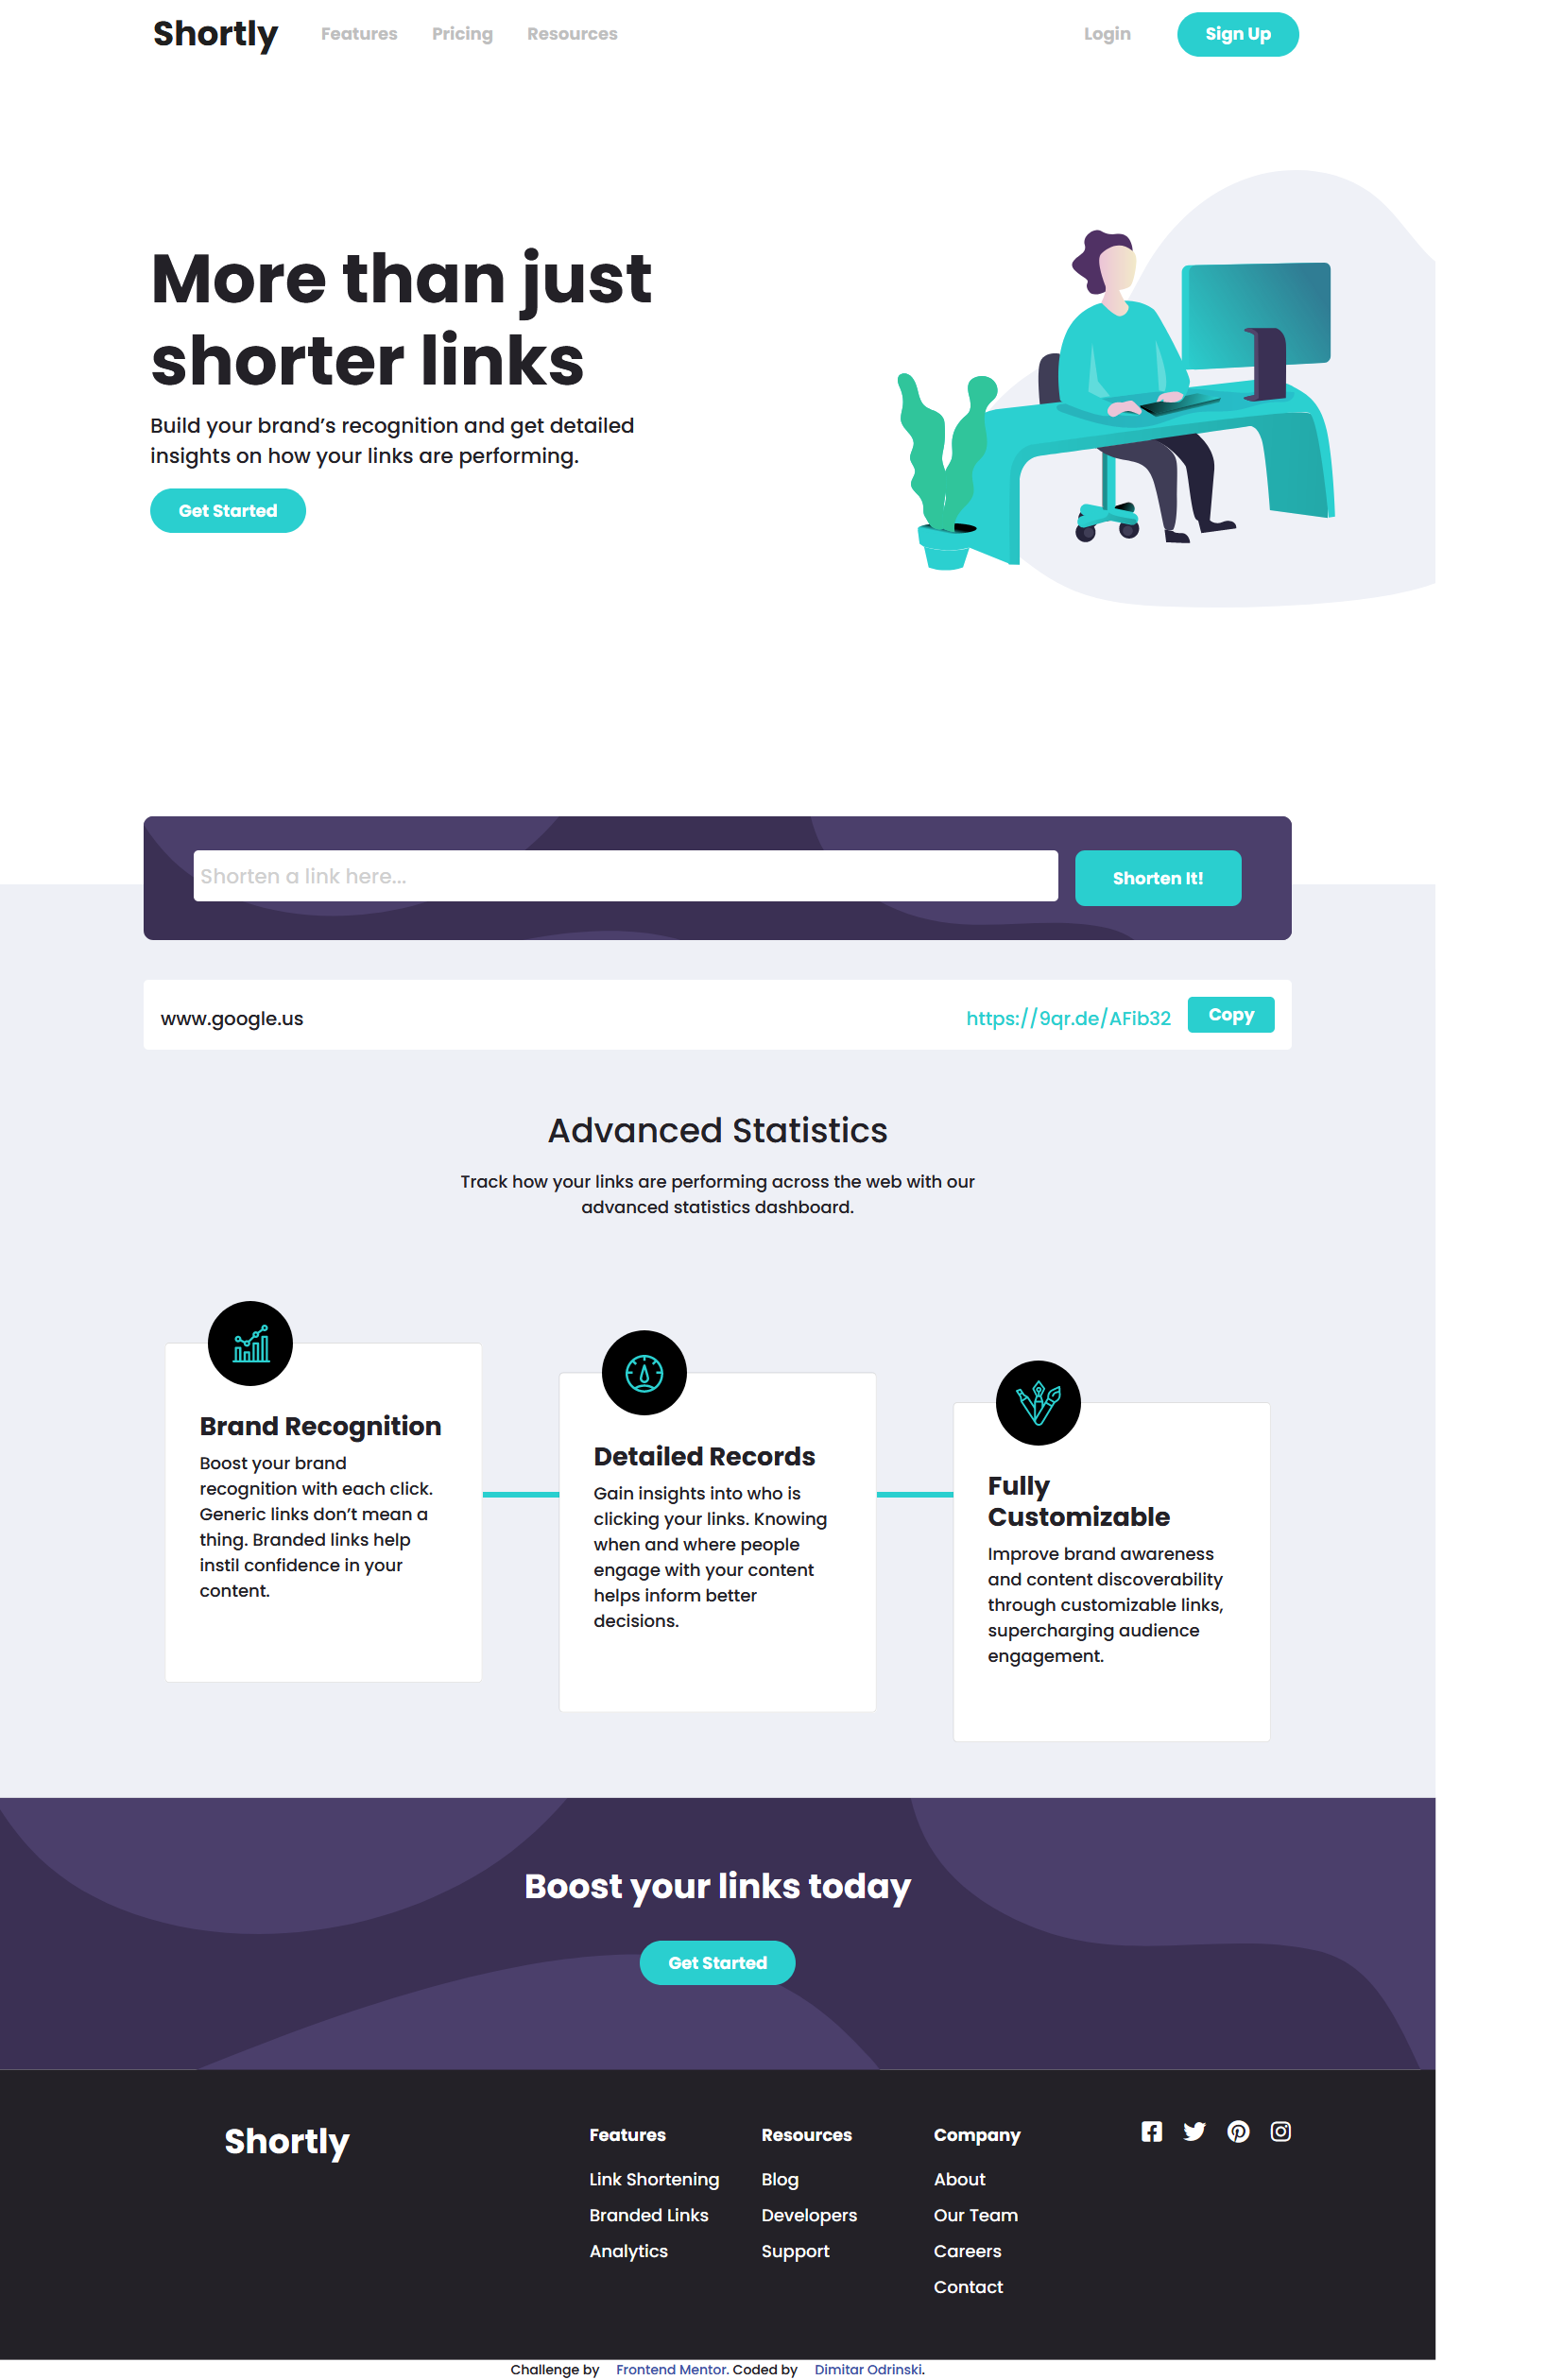 Shortly
Features
Pricing
Resources
Login
Sign Up
More than just
shorter links
Build your brand’s recognition and get detailed
insights on how your links are performing.
Get Started
Shorten a link here...
Shorten It!
www.google.us
https://9qr.de/AFib32
Copy
Advanced Statistics
Track how your links are performing across the web with our
advanced statistics dashboard.
Brand Recognition
Boost your brand
recognition with each click.
Generic links don’t mean a
thing. Branded links help
instil confidence in your
content.
Detailed Records
Gain insights into who is
clicking your links. Knowing
when and where people
engage with your content
helps inform better
decisions.
Fully
Customizable
Improve brand awareness
and content discoverability
through customizable links,
supercharging audience
engagement.
Boost your links today
Get Started
Shortly
Features
Link Shortening
Branded Links
Analytics
Resources
Blog
Developers
Support
Company
About
Our Team
Careers
Contact
Challenge by Frontend Mentor. Coded by Dimitar Odrinski.